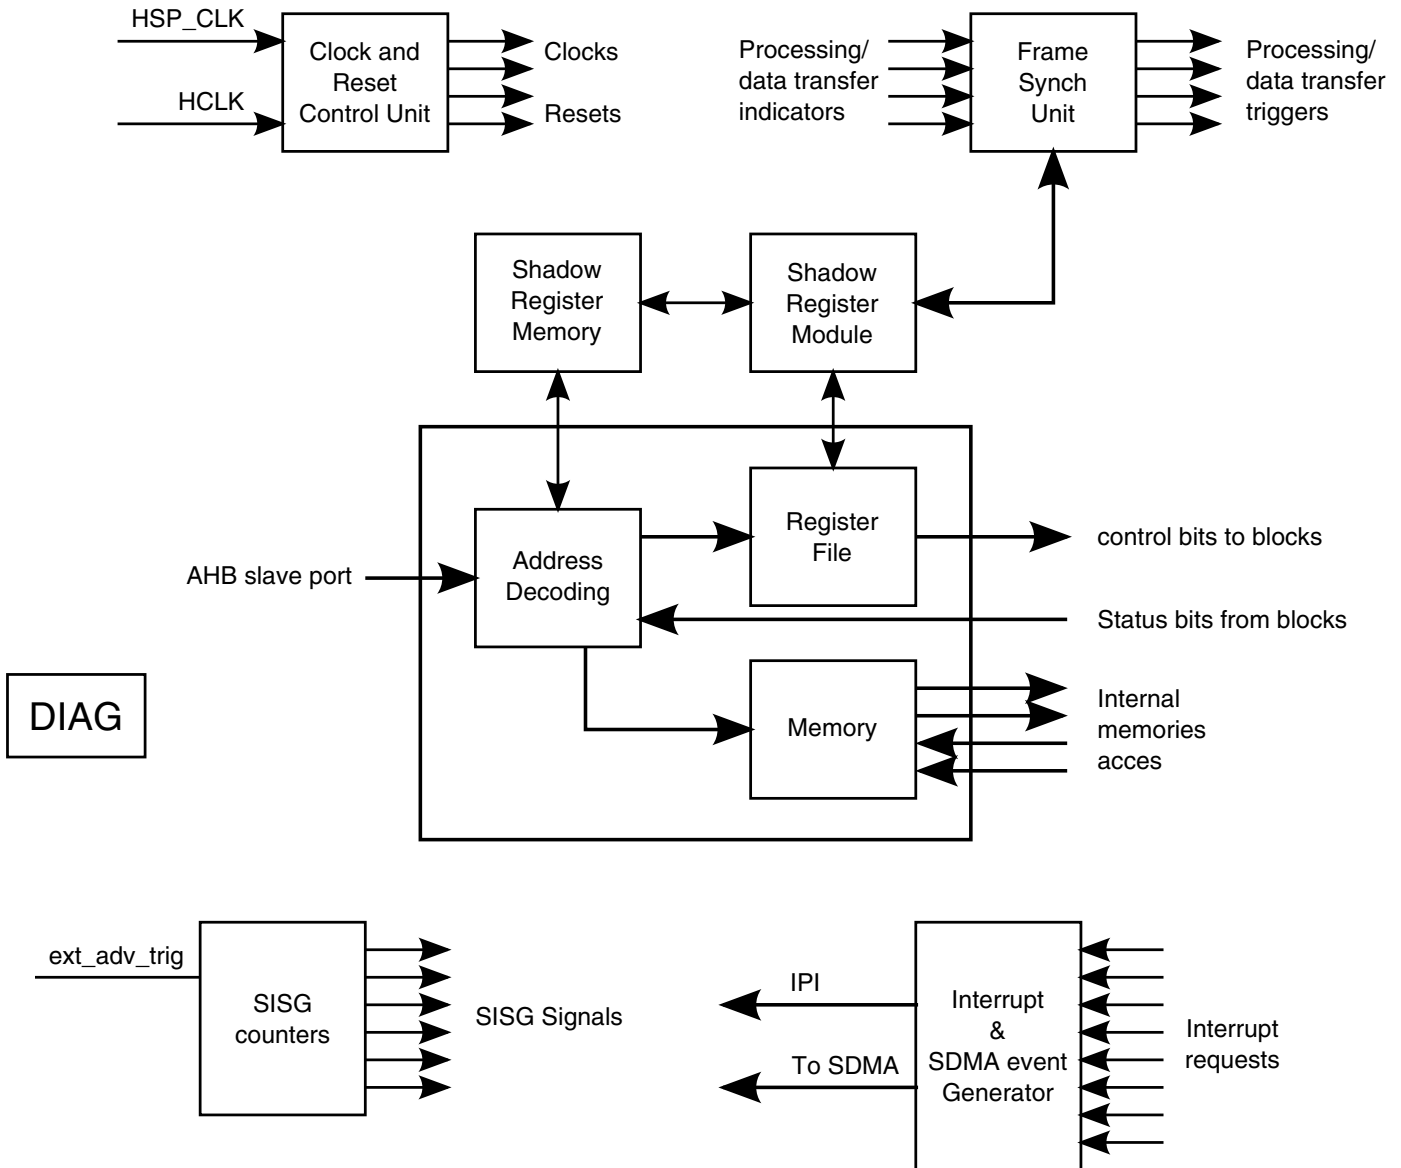 HSP_CLK
HCLK
Clock and
Reset
Control Unit
Clocks
Resets
Processing/
data transfer
indicators
Frame
Synch
Unit
Processing/
data transfer
triggers
Shadow
Register
Memory
Shadow
Register
Module
AHB slave port
Address
Decoding
Register
File
control bits to blocks
Status bits from blocks
Memory
Internal
memories
acces
DIAG
ext_adv_trig
SISG
counters
SISG Signals
IPI
To SDMA
Interrupt
&
SDMA event
Generator
Interrupt
requests